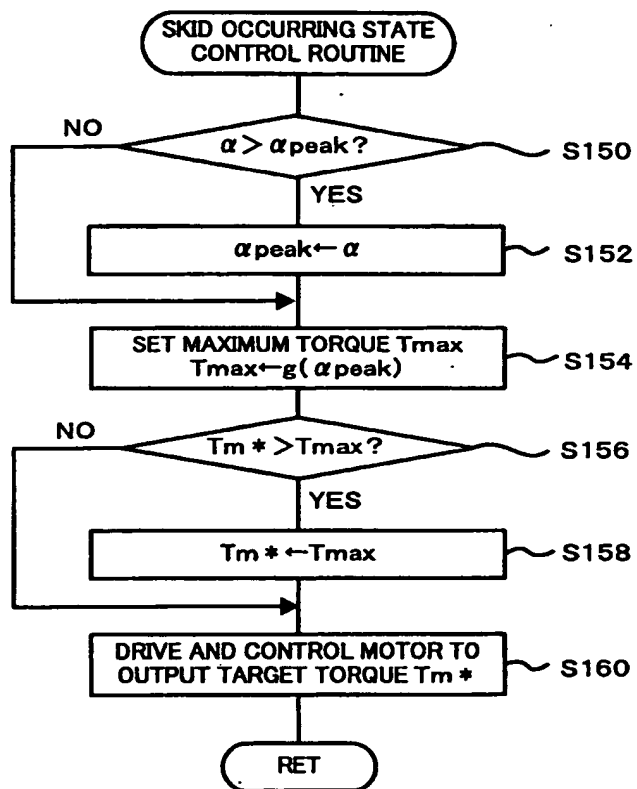 SKID OCCURRING STATE
CONTROL ROUTINE
NO
α > αpeak?
S150
YES
αpeak← α
S152
SET MAXIMUM TORQUE Tmax
Tmax←g(αpeak)
S154
NO
Tm* >Tmax?
S156
YES
Tm* ←Tmax
S158
DRIVE AND CONTROL MOTOR TO
OUTPUT TARGET TORQUE Tm*
S160
RET